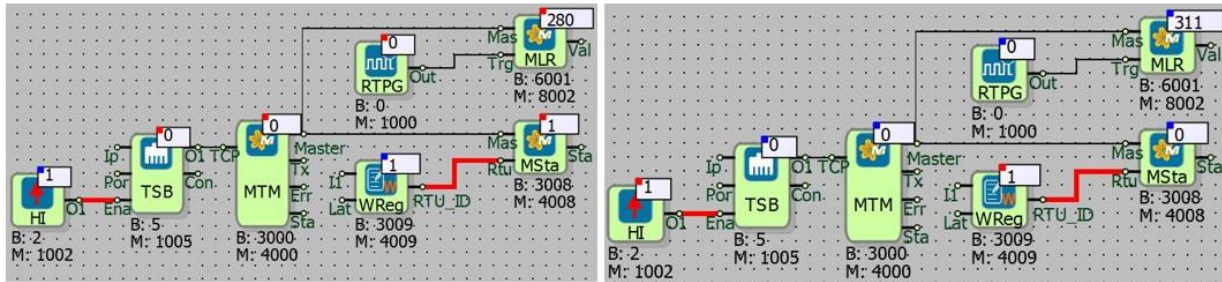 280
Mas
Val
0
Trg
MLR
Out
B: 6001
RTPG
M: 8002
B: 0
M: 1000
0
0
1
Ip
O1
TCP
Master
Mas
Sta
Por
Con
Tx
1
Rtu
MSta
1
TSB
MTM
Err
I1
B: 3008
HI
O1
Ena
Sta
Lat
WReg
RTU_ID
M: 4008
B: 2
B: 5
B: 3000
B: 3009
M: 1002
M: 1005
M: 4000
M: 4009
311
Mas
Val
0
Trg
MLR
Out
B: 6001
RTPG
M: 8002
B: 0
M: 1000
0
0
0
Ip
O1
TCP
Master
Mas
Sta
Por
Con
Tx
1
Rtu
MSta
1
TSB
MTM
Err
I1
B: 3008
HI
O1
Ena
Sta
Lat
WReg
RTU_ID
M: 4008
B: 2
B: 5
B: 3000
B: 3009
M: 1002
M: 1005
M: 4000
M: 4009